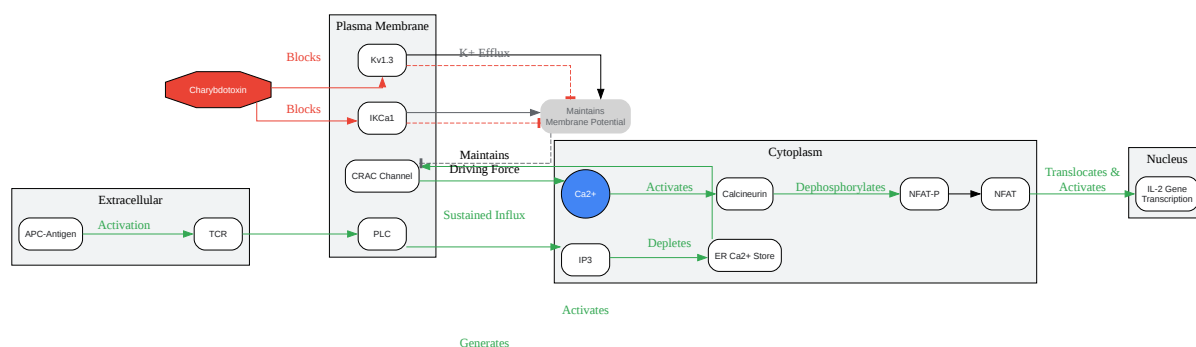 Plasma Membrane
Kv1.3
K+ Efflux
Blocks
Charybdotoxin
Blocks
IKCa1
Maintains
Membrane Potential
CRAC Channel
Maintains
Driving Force
Cytoplasm
Ca2+
Activates
Calcineurin
Dephosphorylates
NFAT-P
NFAT
Translocates &
Activates
Nucleus
IL-2 Gene
Transcription
Extracellular
APC-Antigen
Activation
TCR
PLC
Sustained Influx
IP3
Depletes
ER Ca2+ Store
Activates
Generates